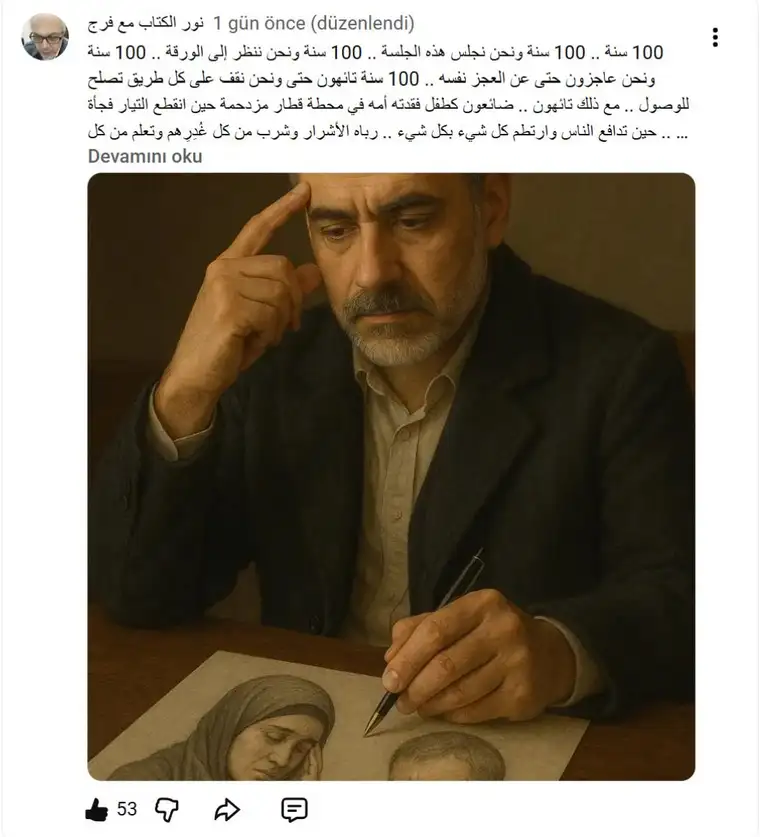 نور الكتاب مع فرج 1 gün önce (düzenlendi)
100 سنة .. 100 سنة ونحن نجلس هذه الجلسة .. 100 سنة ونحن ننظر إلى الورقة .. 100 سنة
ونحن عاجزون حتى عن العجز نفسه .. 100 سنة تائهون حتى ونحن نقف على كل طريق تصلح
للوصول .. مع ذلك تائهون .. ضائعون كطفل فقدته أمه في محطة قطار مزدحمة حين انقطع التيار فجأة
.. حين تدافع الناس وارتطم كل شيء بكل شيء .. رباه الأشرار وشرب من كل غُدِرِهم وتعلم من كل ...
Devamını oku
53